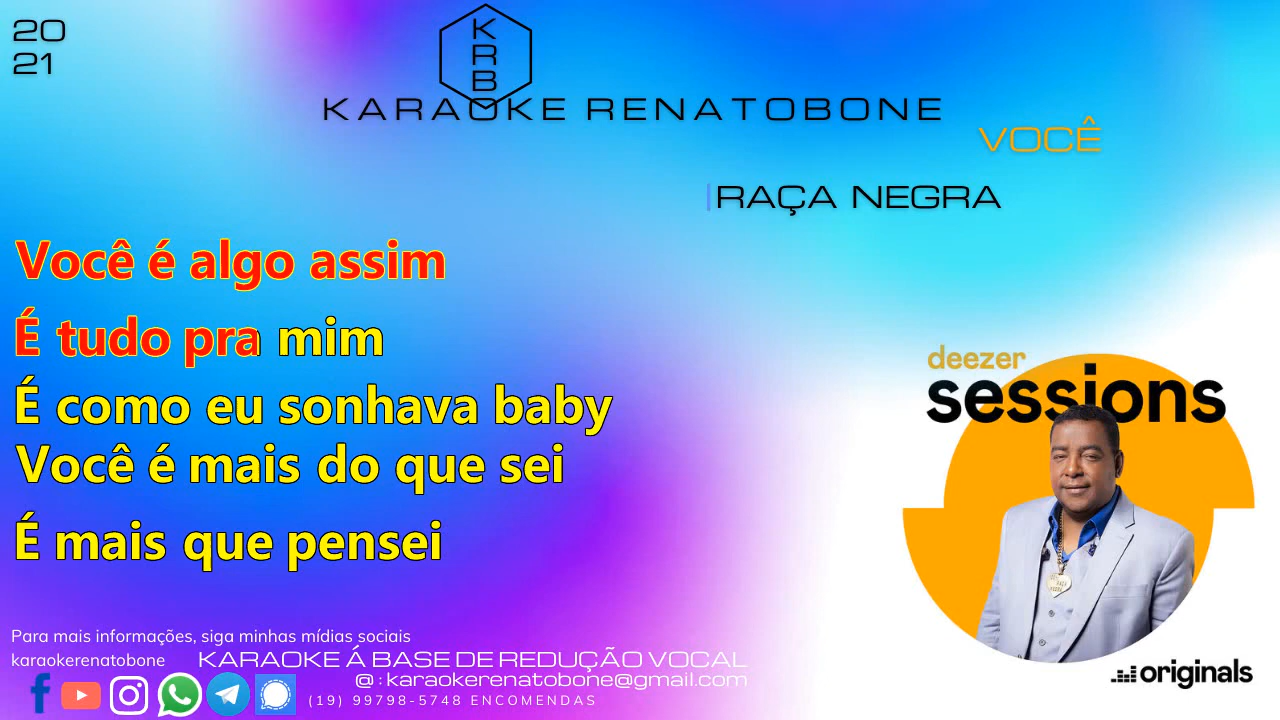 20
21
KRB
KARAOKE RENATOBONE
VOCÊ
RAÇA NEGRA
Você é algo assim
É tudo pra mim
É como eu sonhava baby
Você é mais do que sei
É mais que pensei
deezer
sessions
originals
Para mais informações, siga minhas mídias sociais
karaokerenatobone
KARAOKE Á BASE DE REDUÇÃO VOCAL
@:karaokerenatobone@gmail.com
(19) 99798-5748 ENCOMENDAS